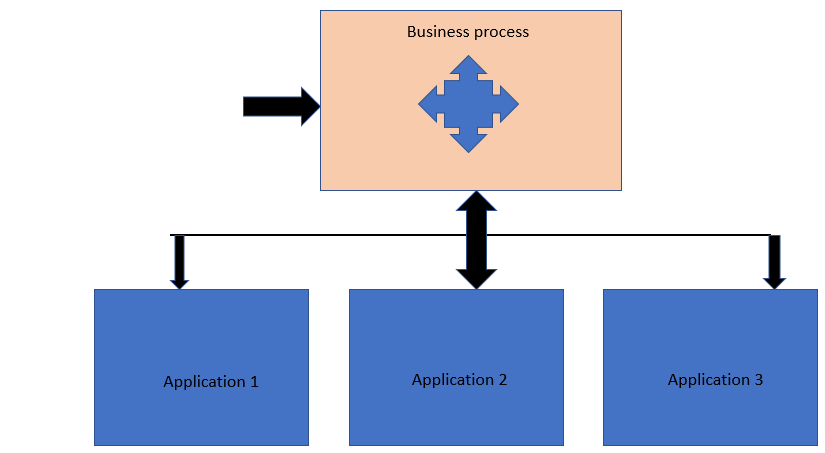 Business process
Application 1
Application 2
Application 3